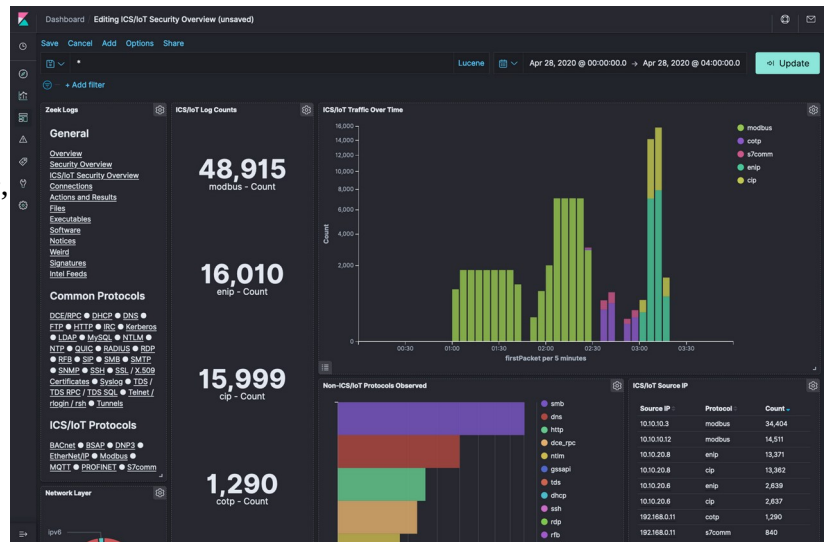 Dashboard / Editing ICS/IoT Security Overview (unsaved)
Save Cancel Add Options Share
*
Lucene
Apr 28, 2020 @ 00:00:00.0 → Apr 28, 2020 @ 04:00:00.0
Update
+ Add filter
Zeek Logs
General
Overview
Security Overview
ICS/IoT Security Overview
Connections
Actions and Results
Files
Executables
Software
Notices
Weird
Signatures
Intel Feeds
Common Protocols
DCE/RPC ● DHCP ● DNS ●
FTP ● HTTP ● IRC ● Kerberos
● LDAP ● MySQL ● NTLM ●
NTP ● QUIC ● RADIUS ● RDP
● RFB ● SIP ● SMB ● SMTP
● SNMP ● SSH ● SSL / X.509
Certificates ● Syslog ● TDS /
TDS RPC / TDS SQL ● Telnet /
rlogin / rsh ● Tunnels
ICS/IoT Protocols
BACnet ● BSAP ● DNP3 ●
EtherNet/IP ● Modbus ●
MQTT ● PROFINET ● S7comm
Network Layer
ipv6
ICS/IoT Log Counts
48,915
modbus - Count
16,010
enip - Count
15,999
cip - Count
1,290
cotp - Count
ICS/IoT Traffic Over Time
16,000
14,000
12,000
10,000
8,000
6,000
4,000
2,000
0
Count
00:30 01:00 01:30 02:00 02:30 03:00 03:30
firstPacket per 5 minutes
modbus
cotp
s7comm
enip
cip
Non-ICS/IoT Protocols Observed
smb
dns
http
dce_rpc
ntlm
gssapi
tds
dhcp
ssh
rdp
rfb
ICS/IoT Source IP
Source IP Protocol Count
10.10.10.3 modbus 34,404
10.10.10.12 modbus 14,511
10.10.20.8 enip 13,371
10.10.20.8 cip 13,362
10.10.20.6 enip 2,639
10.10.20.6 cip 2,637
192.168.0.11 cotp 1,290
192.168.0.11 s7comm 840
,